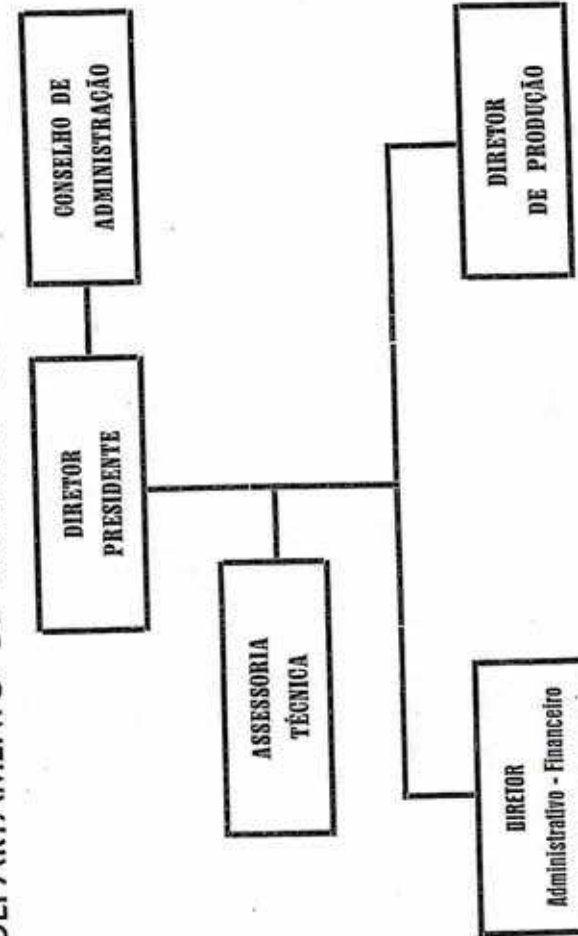 CONSELHO DE
ADMINISTRAÇÃO
DIRETOR
PRESIDENTE
ASSESSORIA
TÉCNICA
DIRETOR
DE PRODUÇÃO
DIRETOR
Administrativo - Financeiro